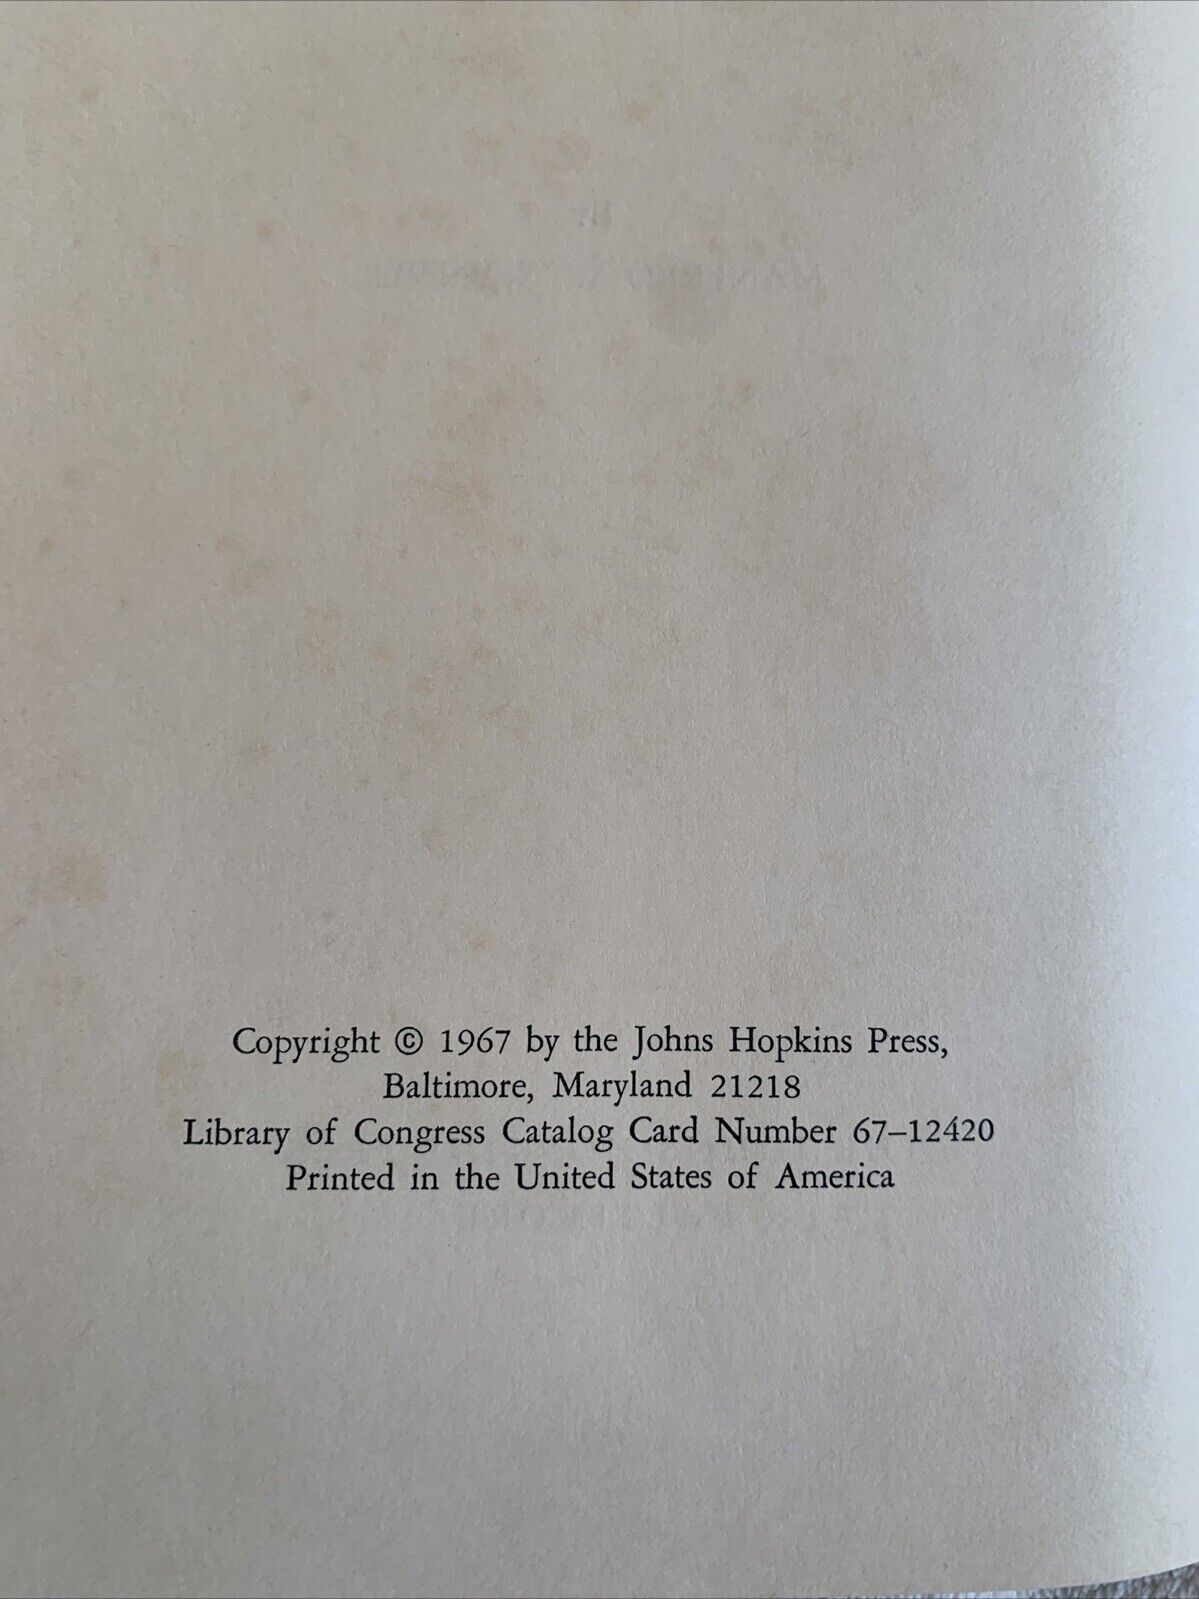 Copyright © 1967 by the Johns Hopkins Press,
Baltimore, Maryland 21218
Library of Congress Catalog Card Number 67–12420
Printed in the United States of America